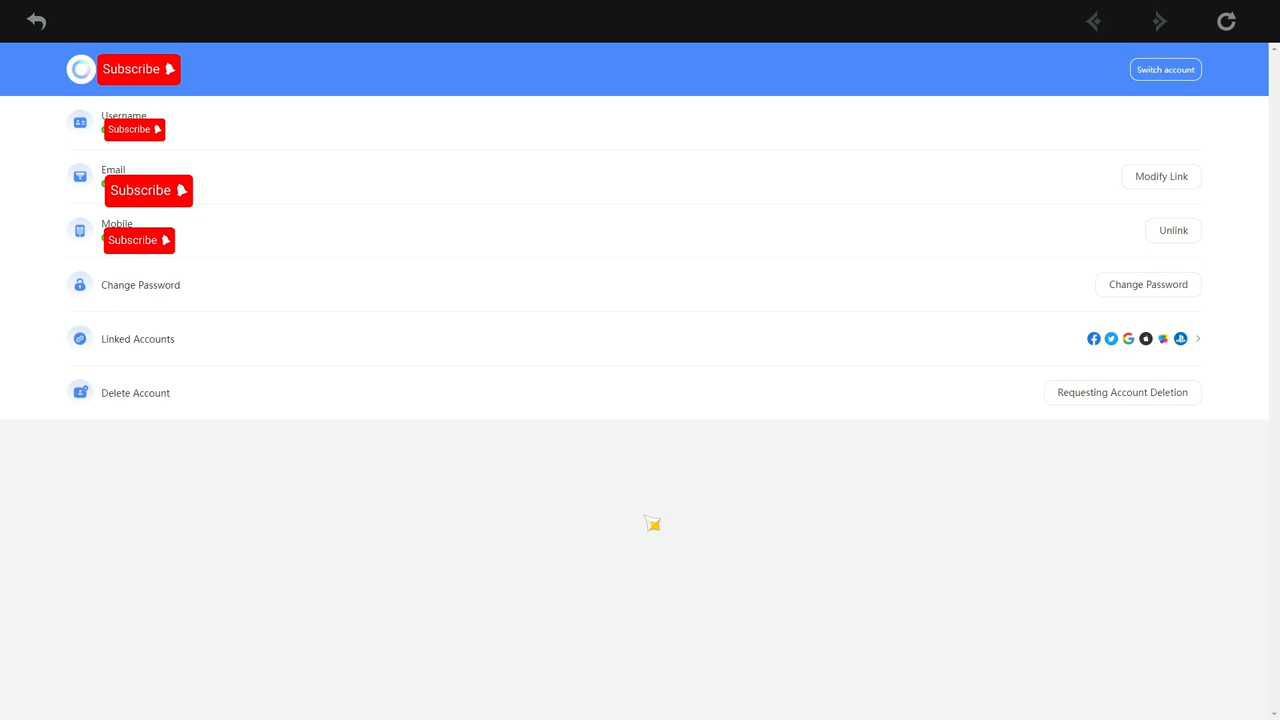 Subscribe
Switch account
Username
Subscribe
Email
Subscribe
Modify Link
Mobile
Subscribe
Unlink
Change Password
Change Password
Linked Accounts
Delete Account
Requesting Account Deletion